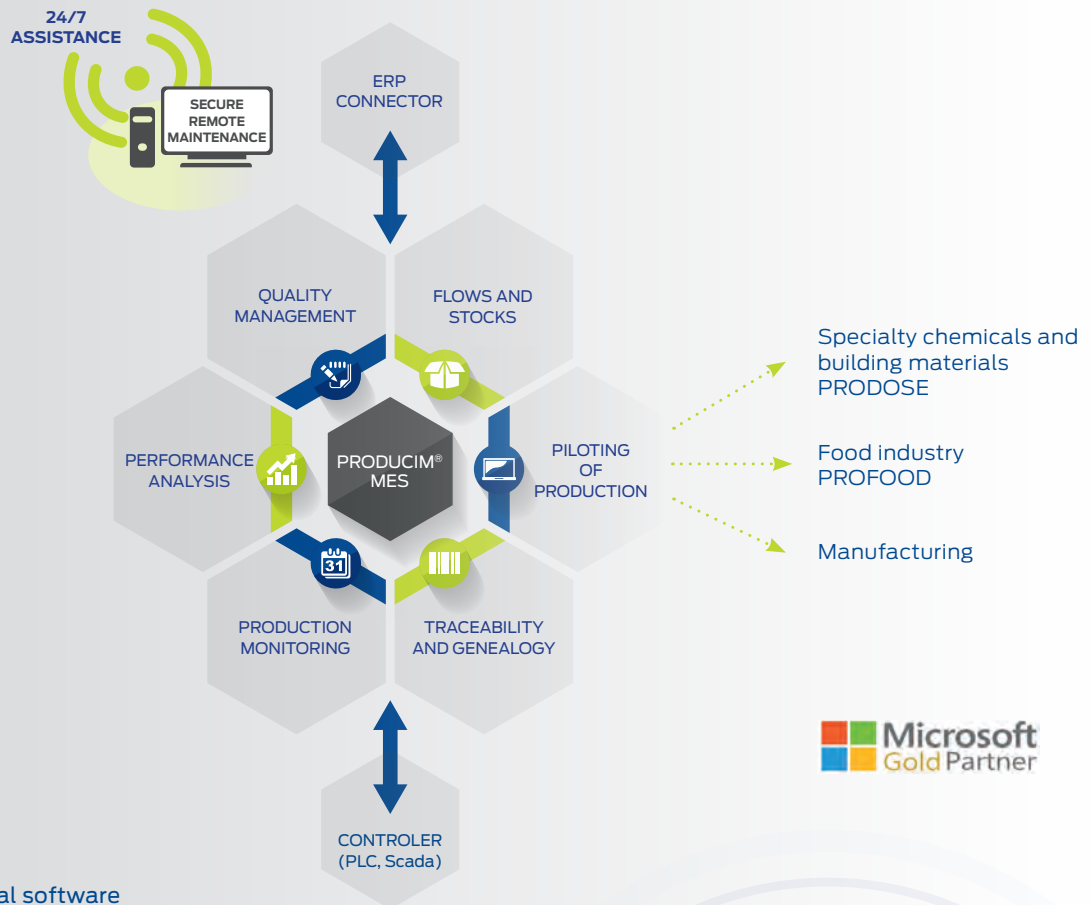 24/7
ASSISTANCE
SECURE
REMOTE
MAINTENANCE
ERP
CONNECTOR
QUALITY
MANAGEMENT
FLOWS AND
STOCKS
PERFORMANCE
ANALYSIS
PRODUCIM®
MES
PILOTING
OF
PRODUCTION
31
PRODUCTION
MONITORING
TRACEABILITY
AND GENEALOGY
CONTROLER
(PLC, Scada)
Specialty chemicals and
building materials
PRODOSE
Food industry
PROFOOD
Manufacturing
Microsoft
Gold Partner
al software